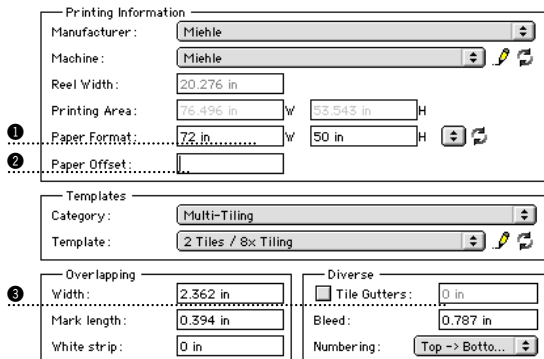 Printing Information
Manufacturer: Miehle
Machine: Miehle
Reel Width: 20.276 in
Printing Area: 76.496 in W 53.543 in H
1 Paper Format: 72 in W 50 in H
2 Paper Offset:
Templates
Category: Multi-Tiling
Template: 2 Tiles / 8x Tiling
Overlapping Diverse
3 Width: 2.362 in Tile Gutters: 0 in
Mark length: 0.394 in Bleed: 0.787 in
White strip: 0 in Numbering: Top -> Botto...